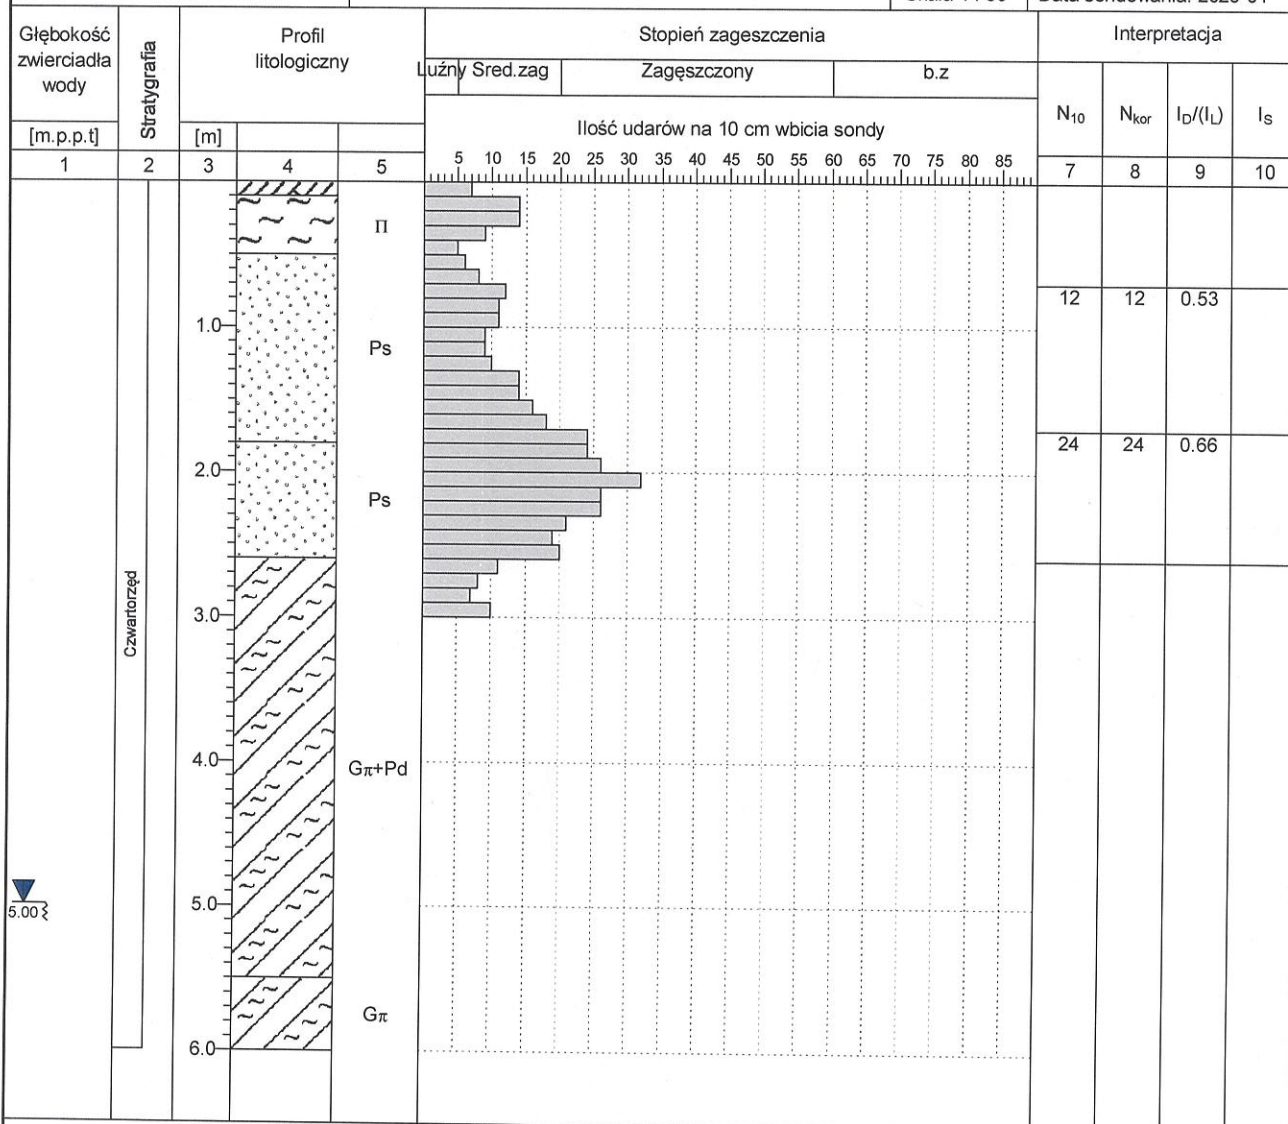 Głębokość zwierciadła wody
Stratygrafia
Profil litologiczny
Stopień zagęszczenia
Interpretacja
Luźny Sred.zag Zagęszczony b.z
[m.p.p.t]
[m]
Ilość udarów na 10 cm wbicia sondy
N10 Nkor ID/(IL) IS
5 10 15 20 25 30 35 40 45 50 55 60 65 70 75 80 85
1 2 3 4 5 7 8 9 10
Π
12 12 0.53
1.0
Ps
24 24 0.66
2.0
Ps
Czwartorzęd
3.0
4.0
Gπ+Pd
5.00
5.0
Gπ
6.0